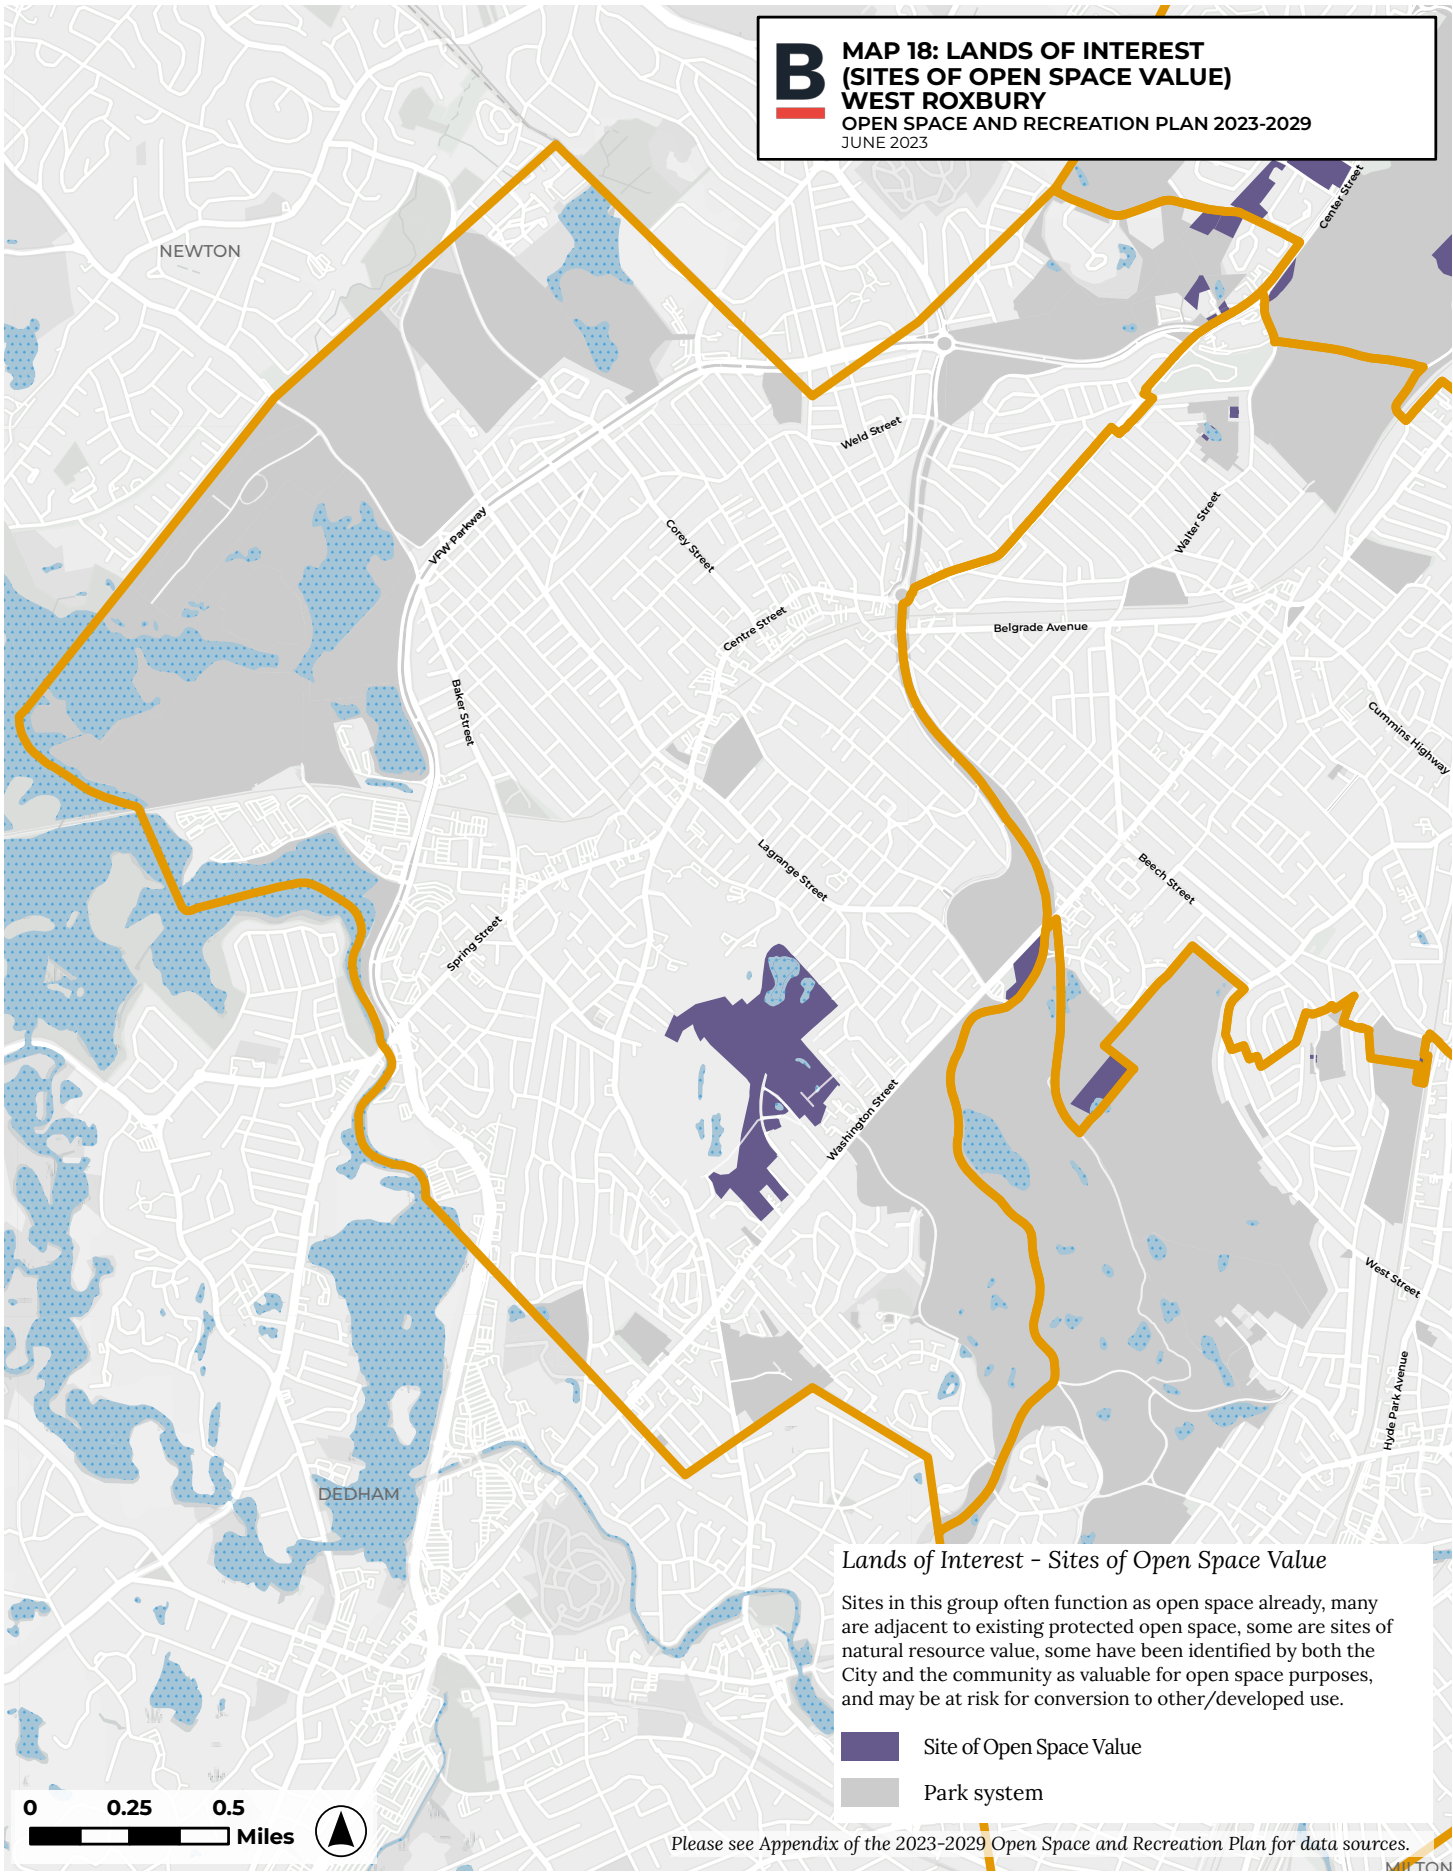 B
MAP 18: LANDS OF INTEREST
(SITES OF OPEN SPACE VALUE)
WEST ROXBURY
OPEN SPACE AND RECREATION PLAN 2023-2029
JUNE 2023
NEWTON
Center Street
Weld Street
VFW Parkway
Corey Street
Walter Street
Centre Street
Belgrade Avenue
Baker Street
Cummins Highway
Lagrange Street
Beech Street
Spring Street
Washington Street
West Street
Hyde Park Avenue
DEDHAM
Lands of Interest - Sites of Open Space Value
Sites in this group often function as open space already, many
are adjacent to existing protected open space, some are sites of
natural resource value, some have been identified by both the
City and the community as valuable for open space purposes,
and may be at risk for conversion to other/developed use.
Site of Open Space Value
Park system
0 0.25 0.5
Miles
Please see Appendix of the 2023-2029 Open Space and Recreation Plan for data sources.
MILTON